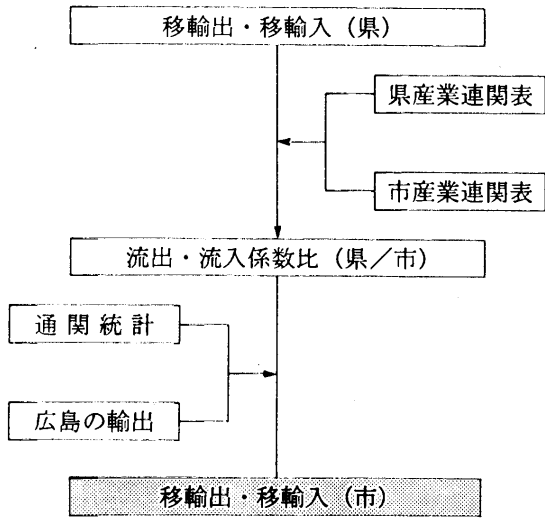 移輸出・移輸入（県）
県産業連関表
市産業連関表
流出・流入係数比（県／市）
通関統計
広島の輸出
移輸出・移輸入（市）